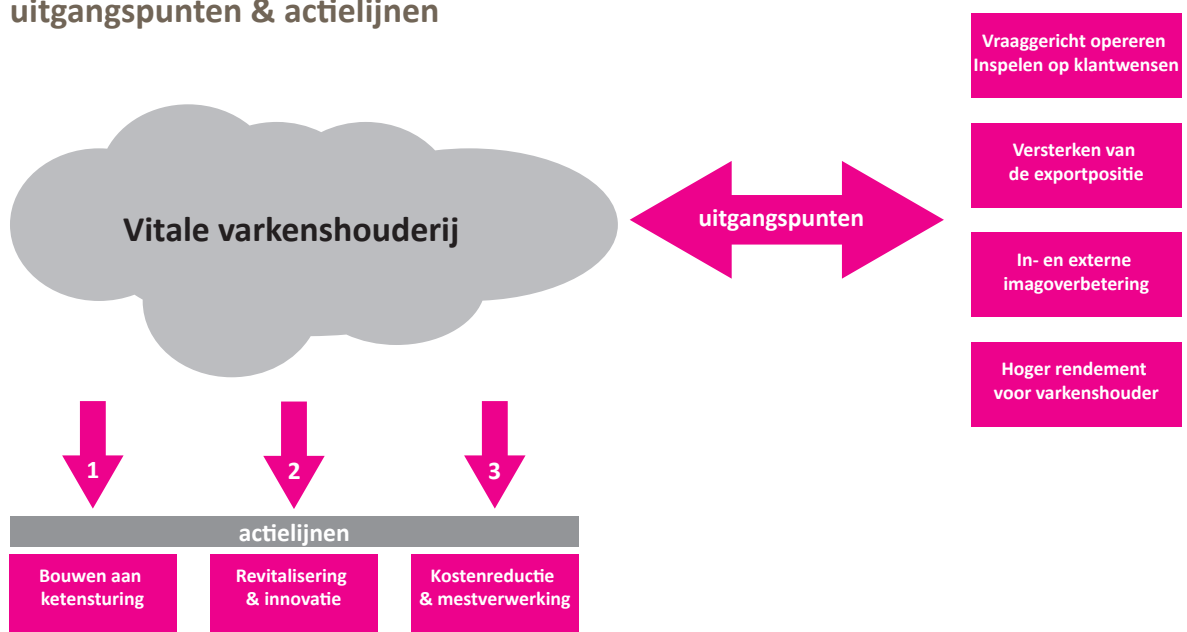 uitgangspunten & actielijnen
Vitale varkenshouderij
uitgangspunten
Vraaggericht opereren
Inspelen op klantwensen
Versterken van
de exportpositie
In- en externe
imagoverbetering
Hoger rendement
voor varkenshouder
1
2
3
actielijnen
Bouwen aan
ketensturing
Revitalisering
& innovatie
Kostenreductie
& mestverwerking